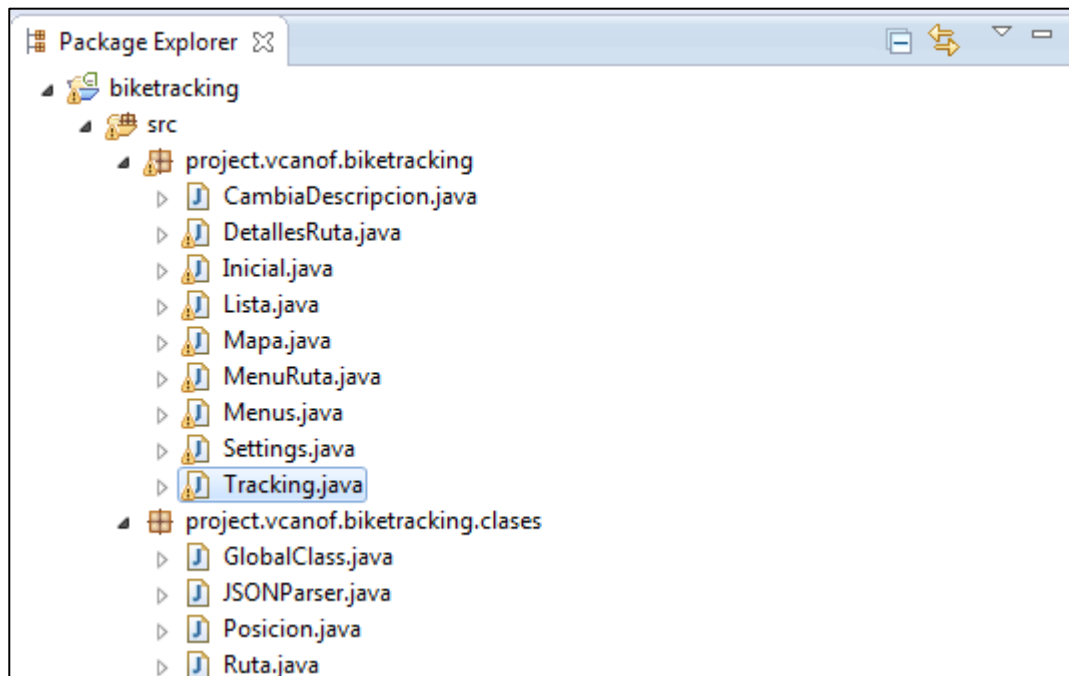 Package Explorer
biketracking
src
project.vcanof.biketracking
CambiaDescripcion.java
DetallesRuta.java
Inicial.java
Lista.java
Mapa.java
MenuRuta.java
Menus.java
Settings.java
Tracking.java
project.vcanof.biketracking.clases
GlobalClass.java
JSONParser.java
Posicion.java
Ruta.java